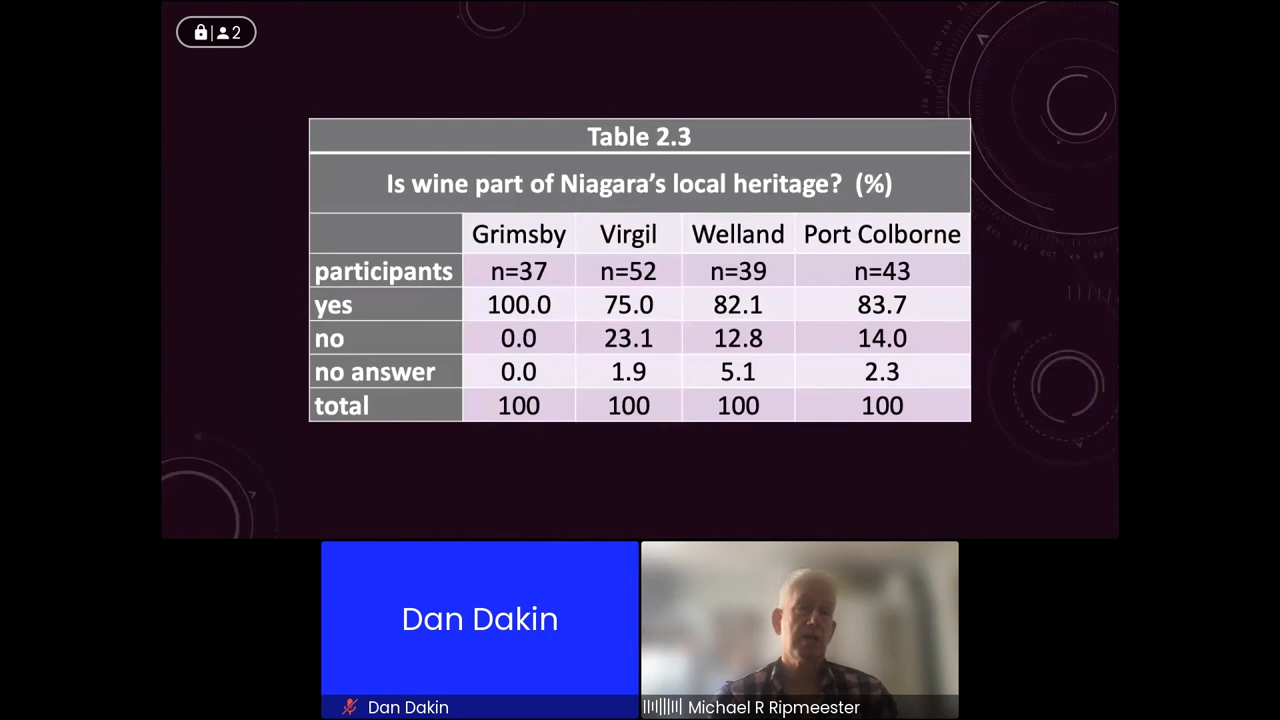 2
Table 2.3
Is wine part of Niagara's local heritage? (%)
Grimsby Virgil Welland Port Colborne
participants n=37 n=52 n=39 n=43
yes 100.0 75.0 82.1 83.7
no 0.0 23.1 12.8 14.0
no answer 0.0 1.9 5.1 2.3
total 100 100 100 100
Dan Dakin
Dan Dakin
Michael R Ripmeester